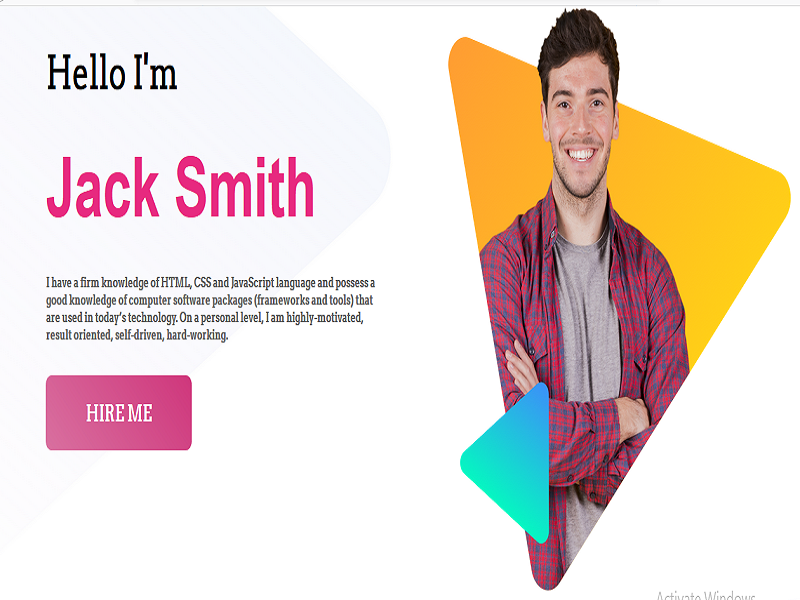 Hello I'm
Jack Smith
I have a firm knowledge of HTML, CSS and JavaScript language and possess a
good knowledge of computer software packages (frameworks and tools) that
are used in today’s technology. On a personal level, I am highly-motivated,
result oriented, self-driven, hard-working.
HIRE ME
Activate Windows